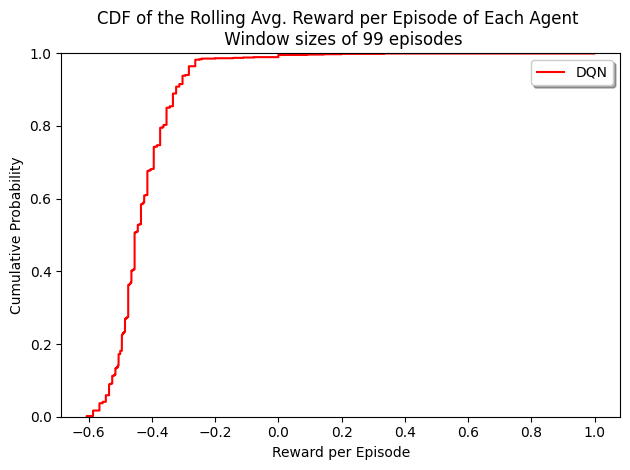 CDF of the Rolling Avg. Reward per Episode of Each Agent
Window sizes of 99 episodes
DQN
Cumulative Probability
1.0
0.8
0.6
0.4
0.2
0.0
−0.6 −0.4 −0.2 0.0 0.2 0.4 0.6 0.8 1.0
Reward per Episode